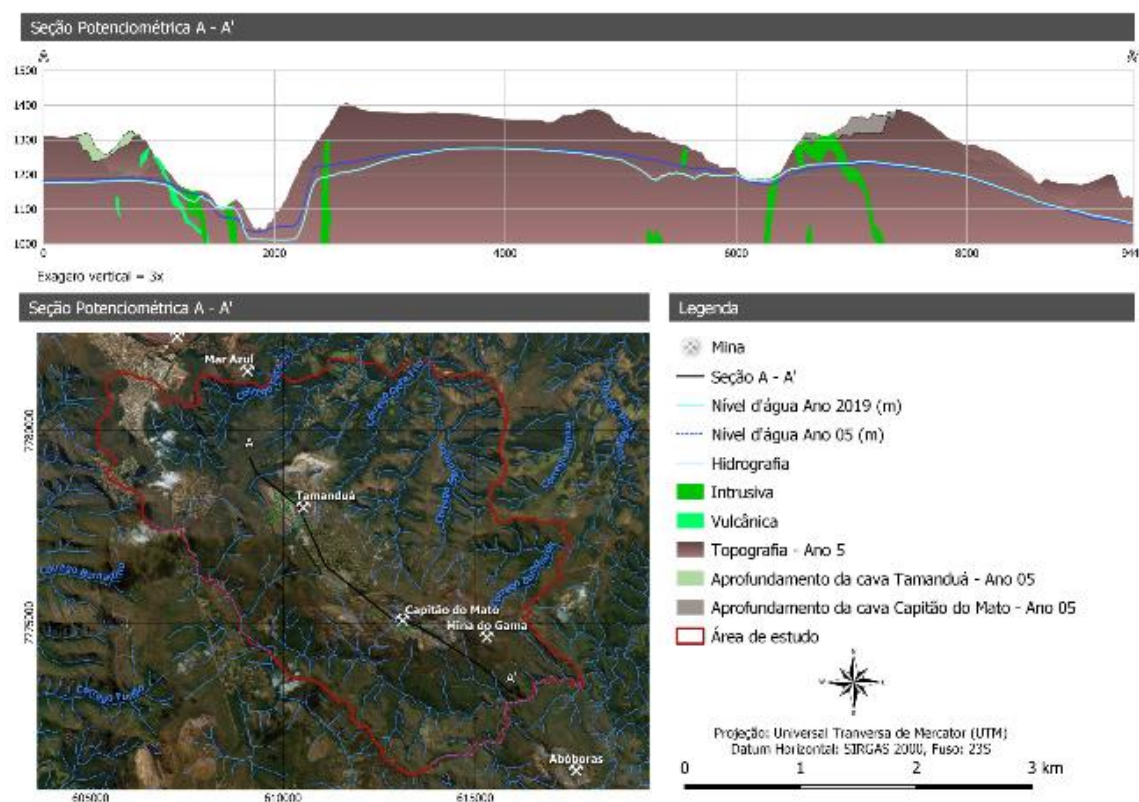 Seção Potenciométrica A - A'
A
A'
1500
1400
1300
1200
1100
1000
0
2000
4000
6000
8000
944
Exagero vertical = 3x
Seção Potenciométrica A - A'
Mar Azul
A
Tamanduá
Capitão do Mato
Mina do Gama
A'
Abóboras
7780000
7775000
605000
610000
615000
Legenda
Mina
Seção A - A'
Nível d'água Ano 2019 (m)
Nível d'água Ano 05 (m)
Hidrografia
Intrusiva
Vulcânica
Topografia - Ano 5
Aprofundamento da cava Tamanduá - Ano 05
Aprofundamento da cava Capitão do Mato - Ano 05
Área de estudo
N
W
E
S
Projeção: Universal Tranversa de Mercator (UTM)
Datum Horizontal: SIRGAS 2000, Fuso: 23S
0 1 2 3 km